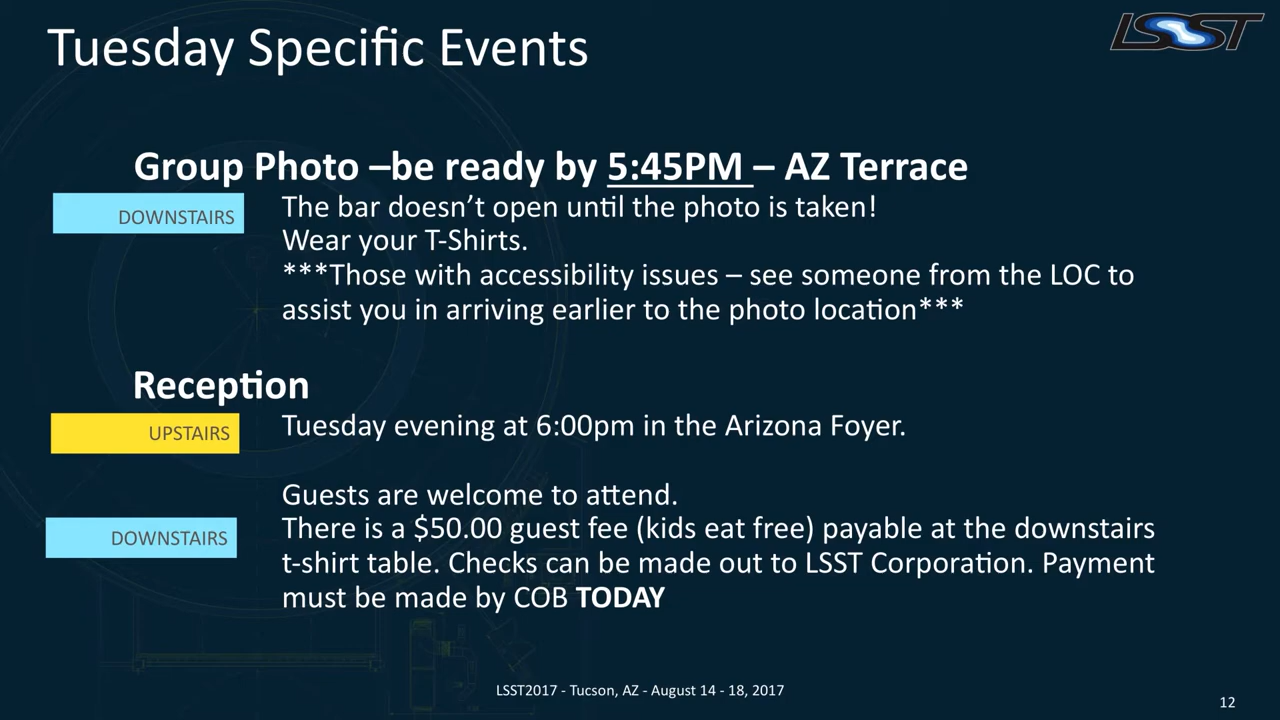 Tuesday Specific Events
LSST
Group Photo –be ready by 5:45PM – AZ Terrace
DOWNSTAIRS
The bar doesn’t open until the photo is taken!
Wear your T-Shirts.
***Those with accessibility issues – see someone from the LOC to
assist you in arriving earlier to the photo location***
Reception
UPSTAIRS
Tuesday evening at 6:00pm in the Arizona Foyer.
Guests are welcome to attend.
DOWNSTAIRS
There is a $50.00 guest fee (kids eat free) payable at the downstairs
t-shirt table. Checks can be made out to LSST Corporation. Payment
must be made by COB TODAY
LSST2017 - Tucson, AZ - August 14 - 18, 2017
12